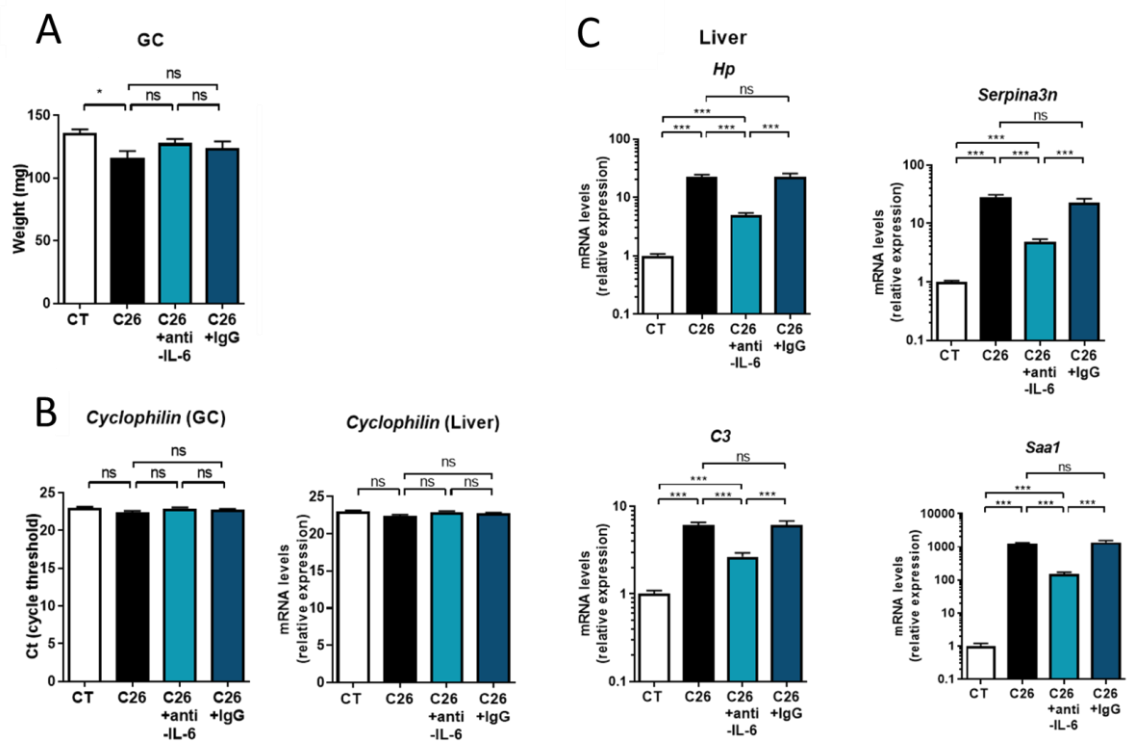 A
GC
ns
* ns ns
150
100
50
0
Weight (mg)
CT C26 C26 C26
+anti +IgG
-IL-6
B
Cyclophilin (GC)
ns
ns ns ns
25
20
15
10
5
0
Ct (cycle threshold)
CT C26 C26 C26
+anti +IgG
-IL-6
Cyclophilin (Liver)
ns
ns ns ns
25
20
15
10
5
0
mRNA levels
(relative expression)
CT C26 C26 C26
+anti +IgG
-IL-6
C
Liver
Hp
ns
***
*** *** ***
100
10
1
0.1
mRNA levels
(relative expression)
CT C26 C26 C26
+anti +IgG
-IL-6
Serpina3n
ns
***
*** *** ***
100
10
1
0.1
mRNA levels
(relative expression)
CT C26 C26 C26
+anti +IgG
-IL-6
C3
ns
***
*** *** ***
10
1
0.1
mRNA levels
(relative expression)
CT C26 C26 C26
+anti +IgG
-IL-6
Saa1
ns
***
*** *** ***
10000
1000
100
10
1
0.1
mRNA levels
(relative expression)
CT C26 C26 C26
+anti +IgG
-IL-6